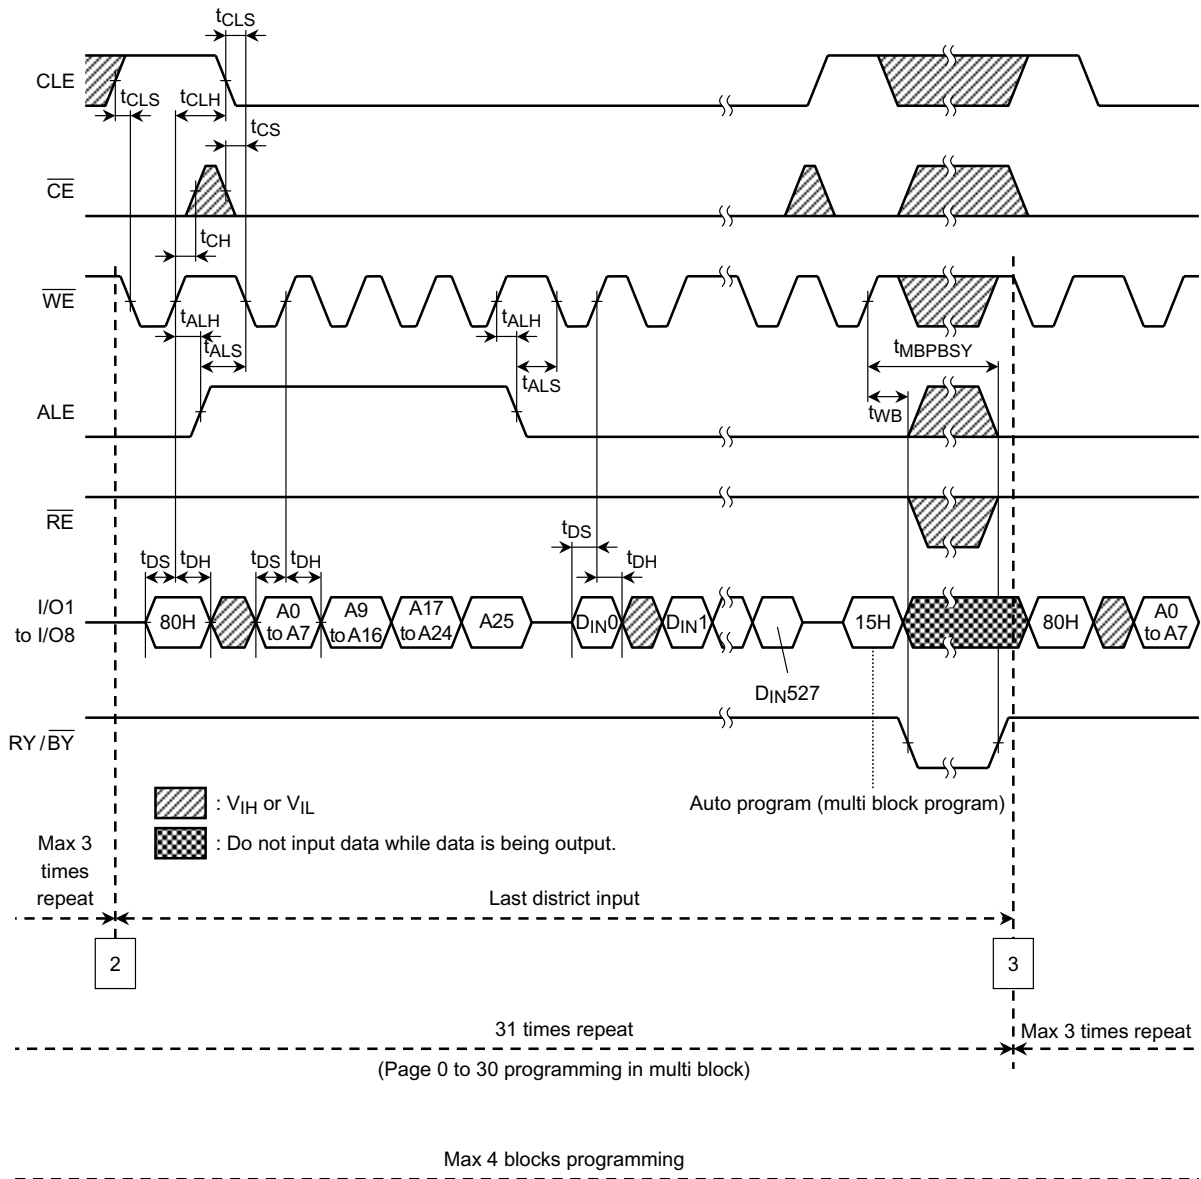 tCLS
CLE
tCLS
tCLH
tCS
CE
tCH
WE
tALH
tALH
tALS
tMBPBSY
tALS
ALE
tWB
RE
tDS
tDS
tDH
tDS
tDH
tDH
I/O1
to I/O8
80H
A0
to A7
A9
to A16
A17
to A24
A25
DIN0
DIN1
15H
80H
A0
to A7
DIN527
RY/BY
: VIH or VIL
Auto program (multi block program)
: Do not input data while data is being output.
Max 3
times
repeat
Last district input
2
3
31 times repeat
Max 3 times repeat
(Page 0 to 30 programming in multi block)
Max 4 blocks programming